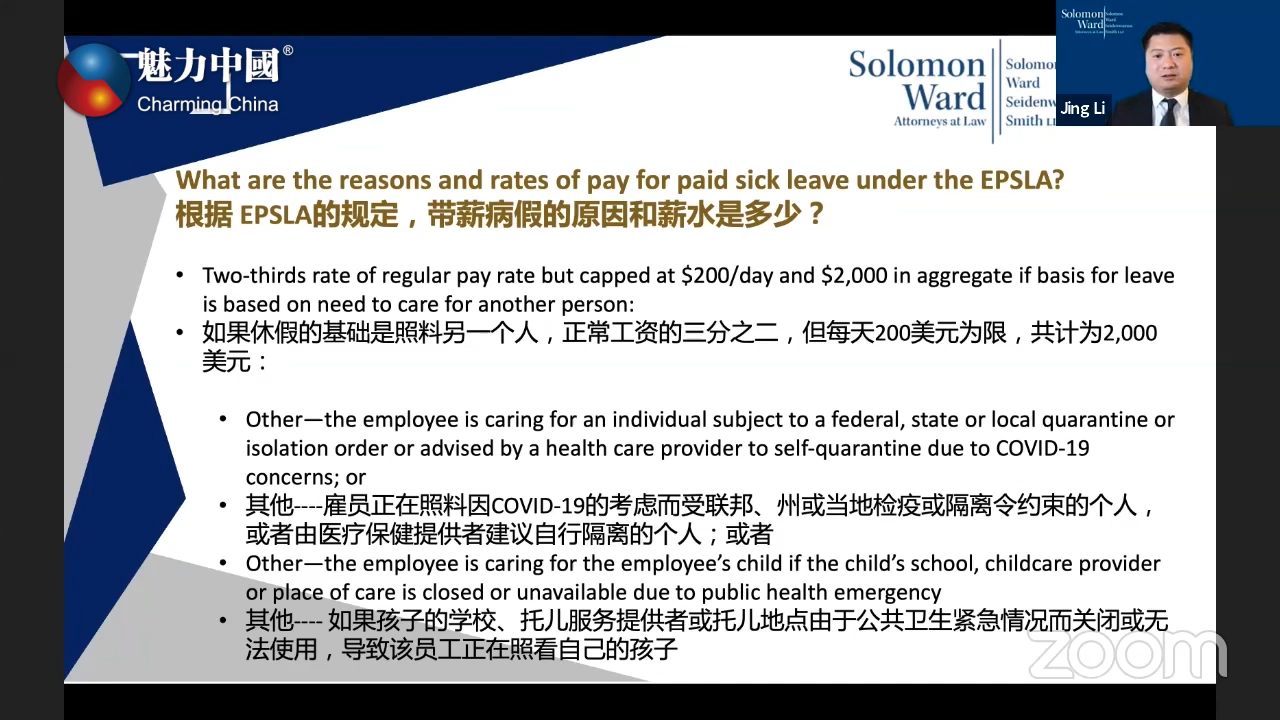 魅力中國®
Charming China
Solomon
Ward
Attorneys at Law
Solomon
Ward
Smith
Solomon
Ward
Attorneys at Law
Smith LLP
Jing Li
What are the reasons and rates of pay for paid sick leave under the EPSLA?
根据 EPSLA的规定，带薪病假的原因和薪水是多少？
• Two-thirds rate of regular pay rate but capped at $200/day and $2,000 in aggregate if basis for leave
is based on need to care for another person:
• 如果休假的基础是照料另一个人，正常工资的三分之二，但每天200美元为限，共计为2,000
美元：
• Other—the employee is caring for an individual subject to a federal, state or local quarantine or
isolation order or advised by a health care provider to self-quarantine due to COVID-19
concerns; or
• 其他----雇员正在照料因COVID-19的考虑而受联邦、州或当地检疫或隔离令约束的个人，
或者由医疗保健提供者建议自行隔离的个人；或者
• Other—the employee is caring for the employee’s child if the child’s school, childcare provider
or place of care is closed or unavailable due to public health emergency
• 其他---- 如果孩子的学校、托儿服务提供者或托儿地点由于公共卫生紧急情况而关闭或无
法使用，导致该员工正在照看自己的孩子
zoom